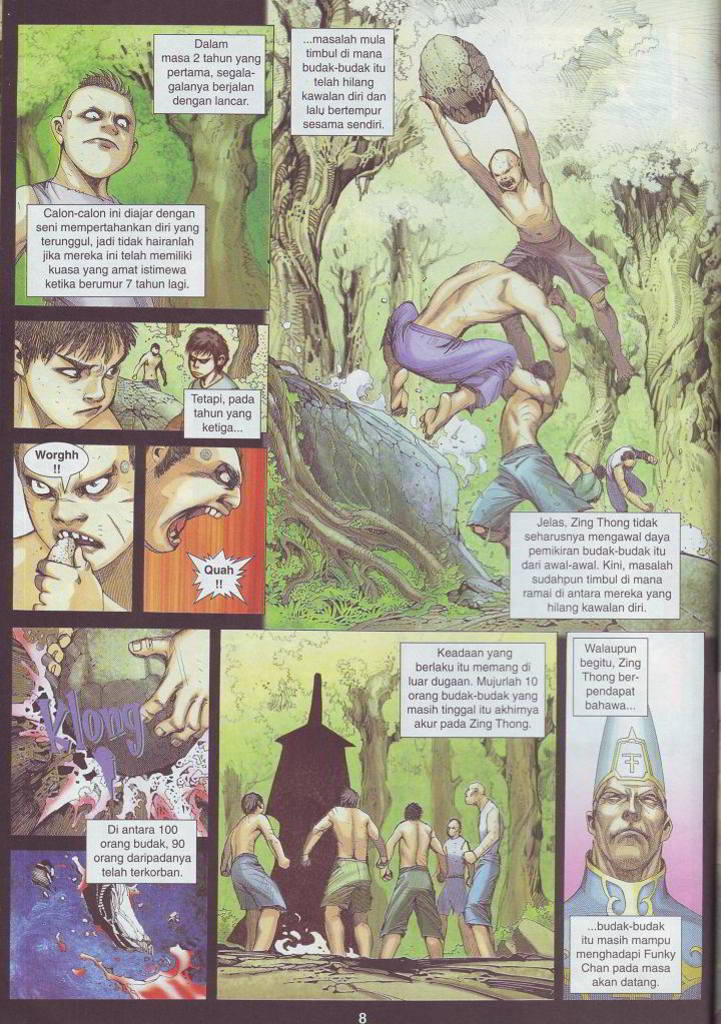 Dalam
masa 2 tahun yang
pertama, segala-
galanya berjalan
dengan lancar.
Calon-calon ini diajar dengan
seni mempertahankan diri yang
terunggul, jadi tidak hairanlah
jika mereka ini telah memiliki
kuasa yang amat istimewa
ketika berumur 7 tahun lagi.
...masalah mula
timbul di mana
budak-budak itu
telah hilang
kawalan diri dan
lalu bertempur
sesama sendiri.
Tetapi, pada
tahun yang
ketiga...
Worghh
!!
Quah
!!
Jelas, Zing Thong tidak
seharusnya mengawal daya
pemikiran budak-budak itu
dari awal-awal. Kini, masalah
sudahpun timbul di mana
ramai di antara mereka yang
hilang kawalan diri.
Klong
Di antara 100
orang budak, 90
orang daripadanya
telah terkorban.
Keadaan yang
berlaku itu memang di
luar dugaan. Mujurlah 10
orang budak-budak yang
masih tinggal itu akhirnya
akur pada Zing Thong.
Walaupun
begitu, Zing
Thong ber-
pendapat
bahawa...
...budak-budak
itu masih mampu
menghadapi Funky
Chan pada masa
akan datang.
8